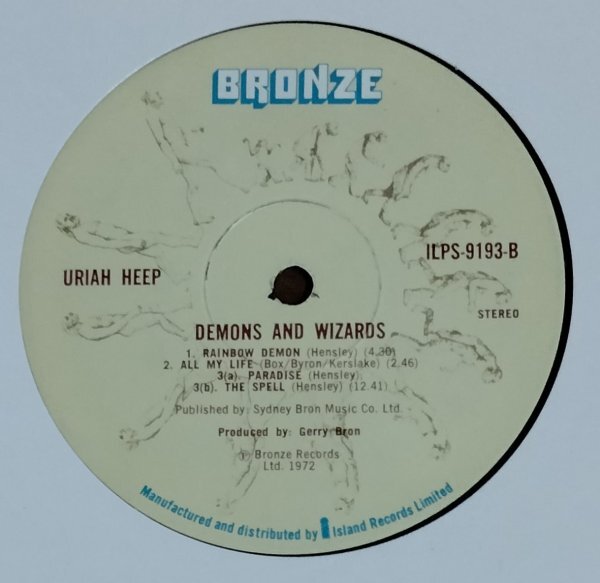 BRONZE
URIAH HEEP
ILPS-9193-B
STEREO
DEMONS AND WIZARDS
1. RAINBOW DEMON (Hensley) (4.30)
2. ALL MY LIFE (Box/Byron/Kerslake) (2.46)
3(a). PARADISE (Hensley)
3(b). THE SPELL (Hensley) (12.41)
Published by: Sydney Bron Music Co. Ltd.
Produced by: Gerry Bron
Ⓟ Bronze Records
Ltd. 1972
Manufactured and distributed by i Island Records Limited